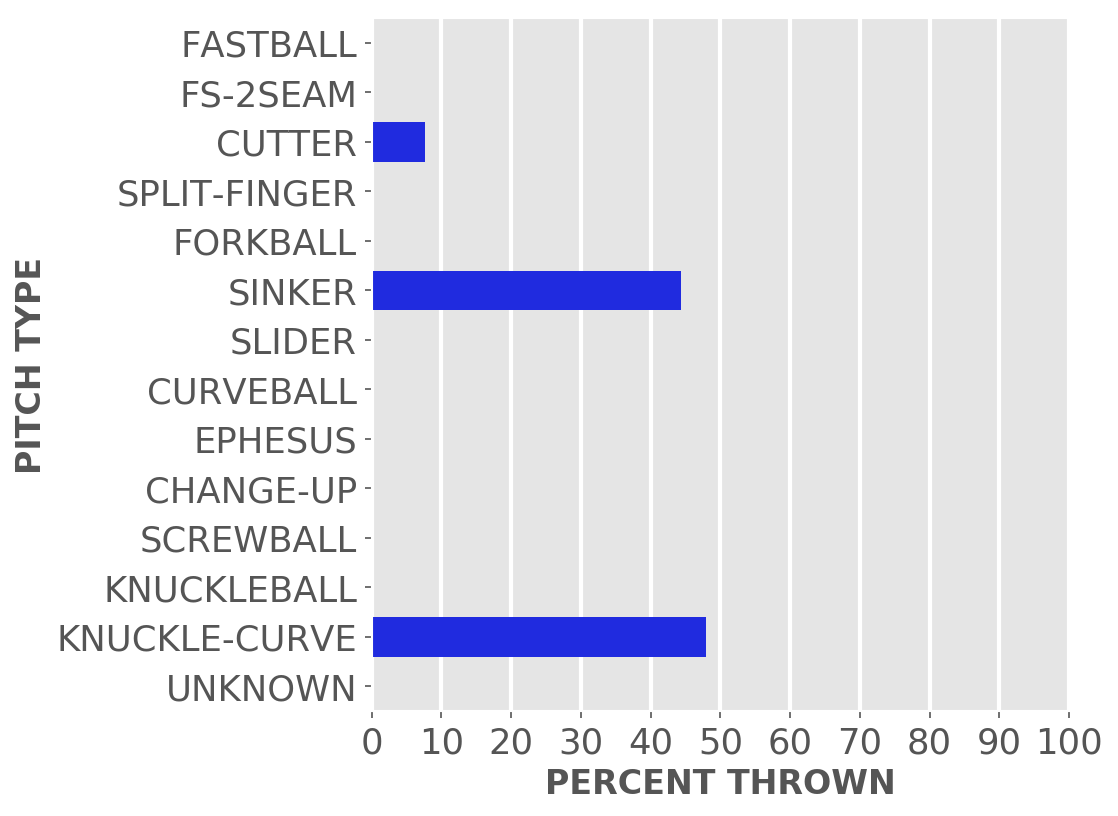 FASTBALL
FS-2SEAM
CUTTER
SPLIT-FINGER
FORKBALL
SINKER
SLIDER
CURVEBALL
EPHESUS
CHANGE-UP
SCREWBALL
KNUCKLEBALL
KNUCKLE-CURVE
UNKNOWN
PITCH TYPE
0 10 20 30 40 50 60 70 80 90 100
PERCENT THROWN